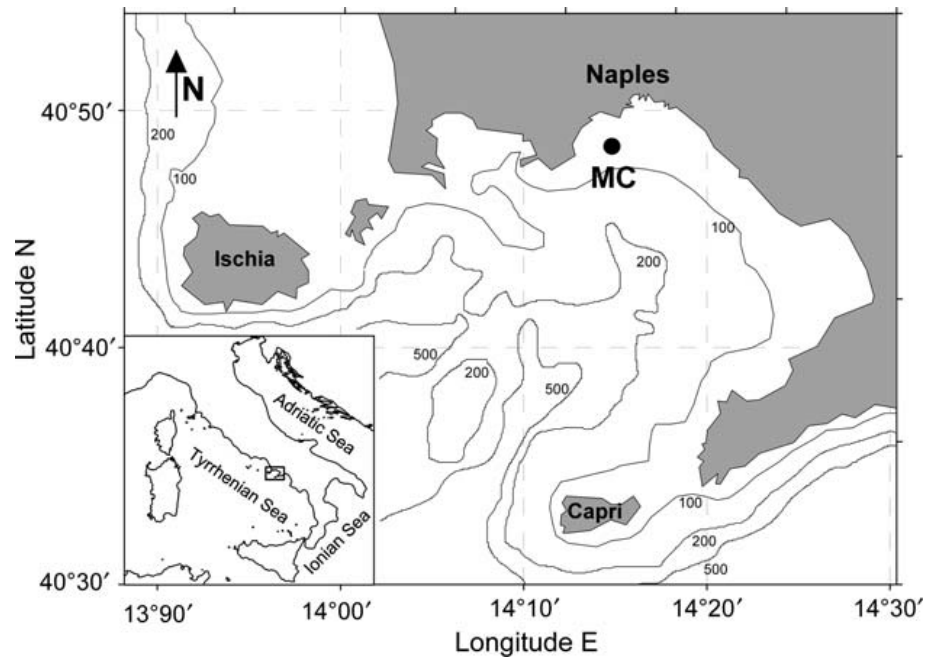 N
Naples
MC
40°50′
200
100
100
Ischia
200
Latitude N
40°40′
500
200
500
200
Adriatic Sea
Tyrrhenian Sea
Ionian Sea
Capri
100
200
500
40°30′
13°90′
14°00′
14°10′
14°20′
14°30′
Longitude E